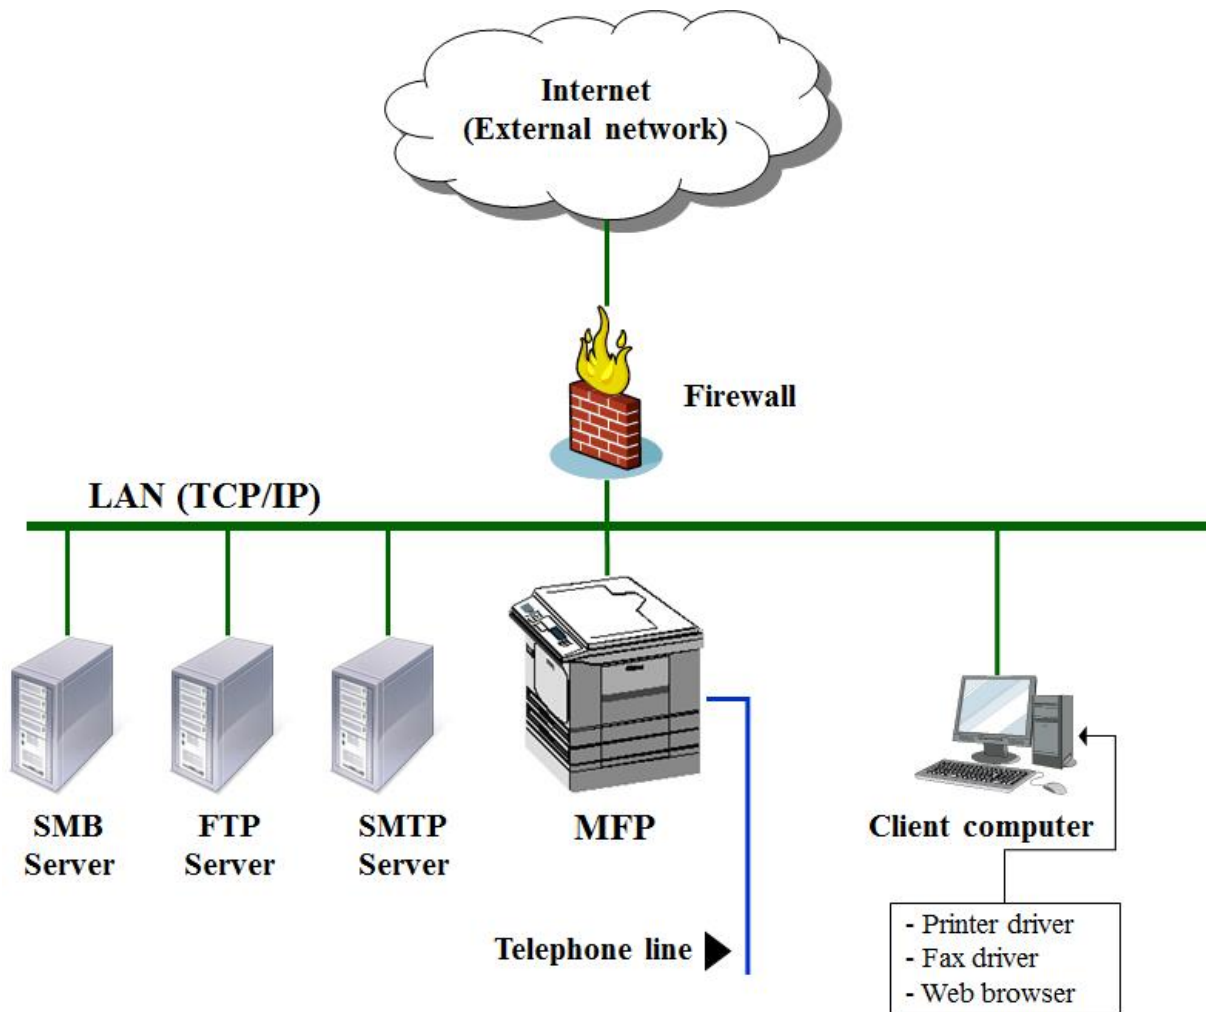 Internet
(External network)
Firewall
LAN (TCP/IP)
SMB
Server
FTP
Server
SMTP
Server
MFP
Client computer
Telephone line
- Printer driver
- Fax driver
- Web browser